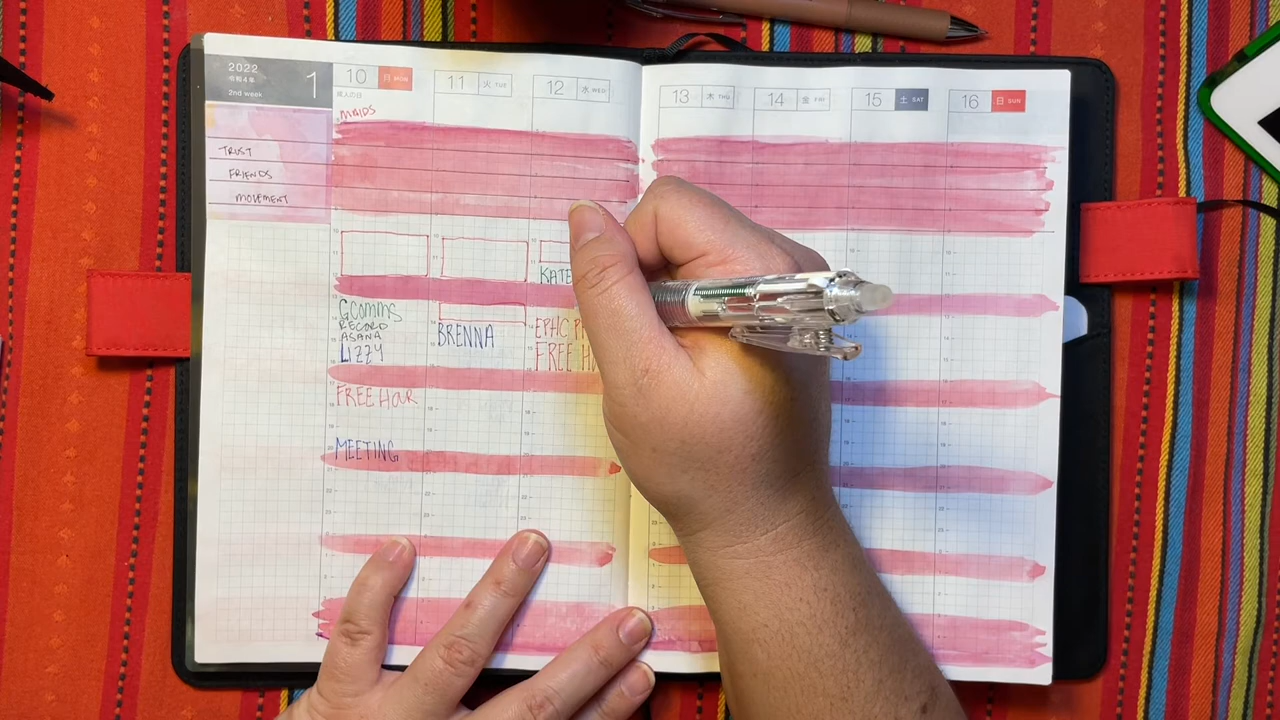 2022
令和4年
2nd week
1
10 日 MON
成人の日
11 火 TUE
12 水 WED
13 木 THU
14 金 FRI
15 土 SAT
16 日 SUN
MAIDS
TRUST
FRIENDS
MOVEMENT
KATE
GCOMMS
RECORD
ASANA
LIZZY
BRENNA
EPHC
FREE
FREE HOUR
MEETING